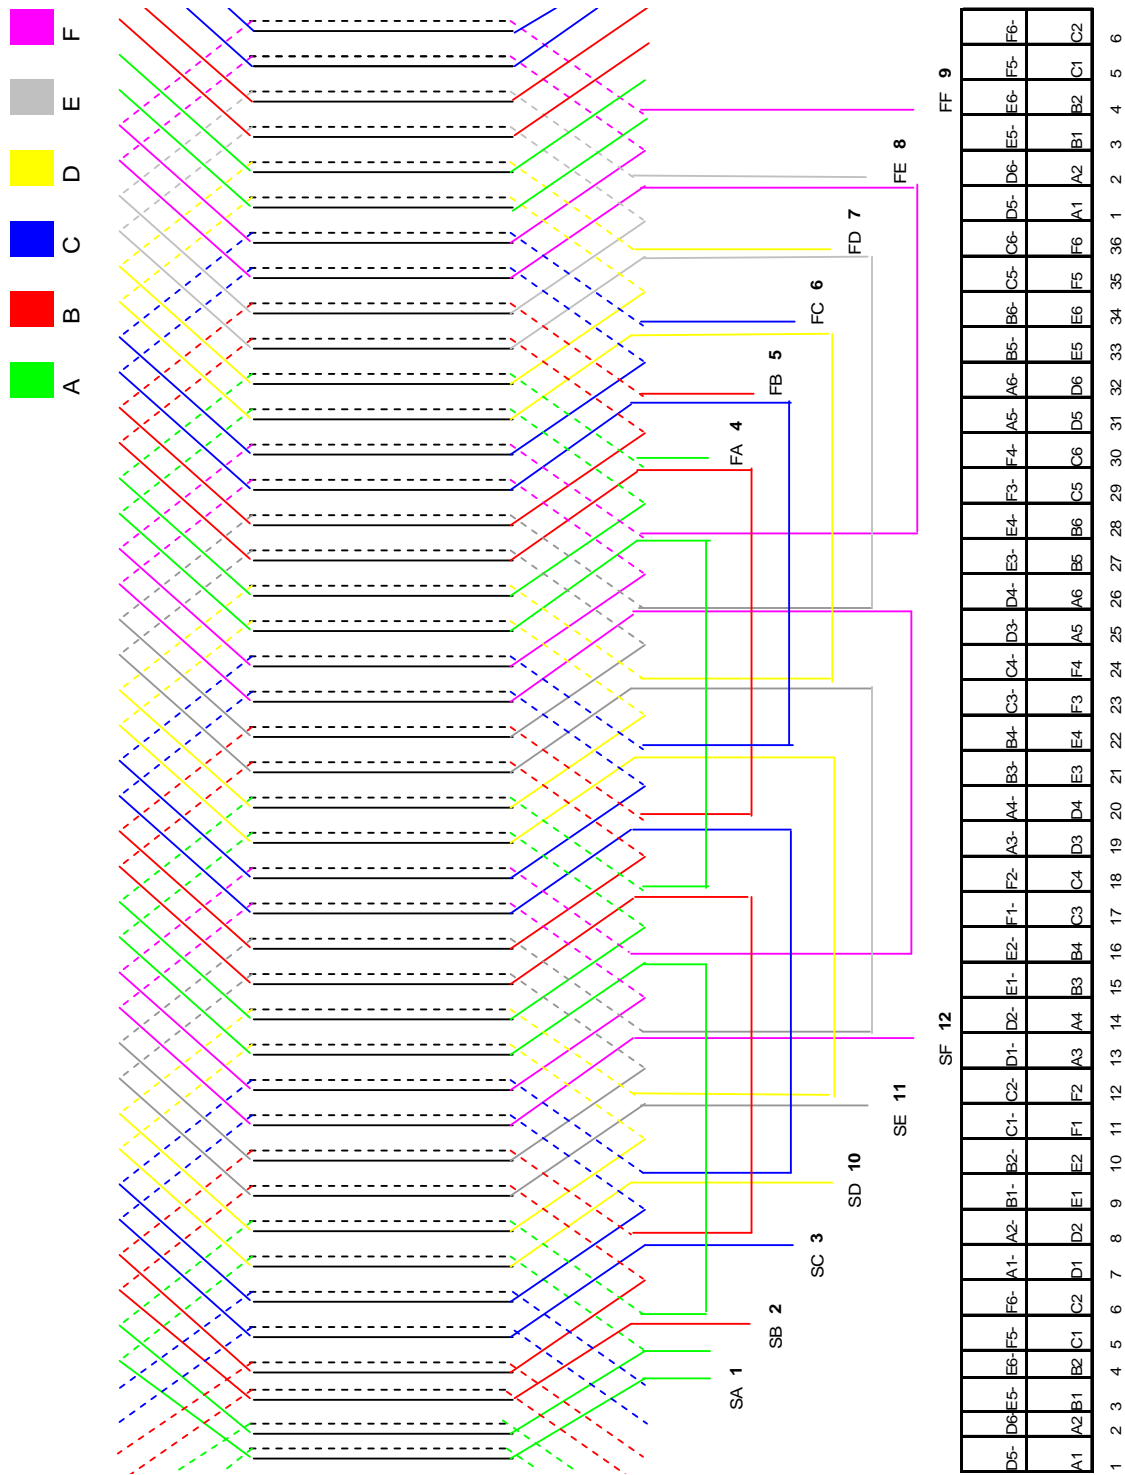 A B C D E F
SA 1 FA 4
SB 2 FB 5
SC 3 FC 6
SD 10 FD 7
SE 11 FE 8
SF 12 FF 9
D5- D6- E5- E6- F5- F6- A1- A2- B1- B2- C1- C2- D1- D2- E1- E2- F1- F2- A3- A4- B3- B4- C3- C4- D3- D4- E3- E4- F3- F4- A5- A6- B5- B6- C5- C6- D5- D6- E5- E6- F5- F6-
A1 A2 B1 B2 C1 C2 D1 D2 E1 E2 F1 F2 A3 A4 B3 B4 C3 C4 D3 D4 E3 E4 F3 F4 A5 A6 B5 B6 C5 C6 D5 D6 E5 E6 F5 F6 A1 A2 B1 B2 C1 C2
1 2 3 4 5 6 7 8 9 10 11 12 13 14 15 16 17 18 19 20 21 22 23 24 25 26 27 28 29 30 31 32 33 34 35 36 1 2 3 4 5 6